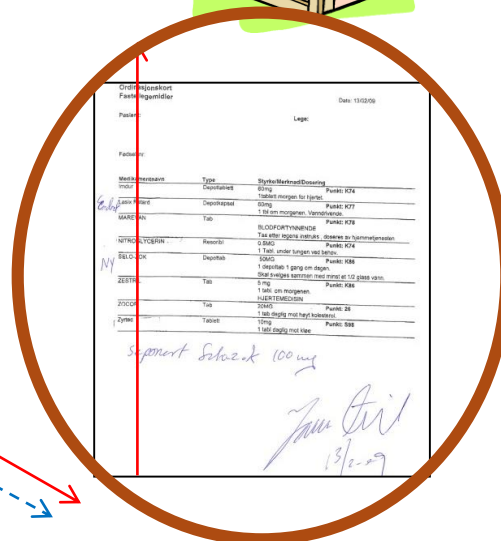 Ordinasjonskort
Faste legemidler
Dato: 13/02/09
Pasient:
Lege:
Fødselsnr:
Medikamentnavn Type Styrke/Merknad/Dosering
Imdur Depottablett 60mg Punkt: K74
1tablett morgen for hjertet.
Lasix Retard Depotkapsel 60mg Punkt: K77
1 tbl om morgenen. Vanndrivende.
MAREVAN Tab Punkt: K78
BLODFORTYNNENDE
Tas etter legens instruks, doseres av hjemmetjenesten
NITROGLYCERIN Resoribl 0,5MG Punkt: K74
1 Tabl. under tungen ved behov.
NY SELO-ZOK Depottab 50MG Punkt: K86
1 depottab 1 gang om dagen.
Skal svelges sammen med minst et 1/2 glass vann.
ZESTRIL Tab 5 mg Punkt: K86
1 tabl. om morgenen.
HJERTEMEDISIN
ZOCOR Tab 20MG Punkt: 26
1 tab daglig mot høyt kolesterol.
Zyrtec Tablett 10mg Punkt: S98
1 tabl daglig mot kløe
Seponert Selozok 100 mg
13/2-09